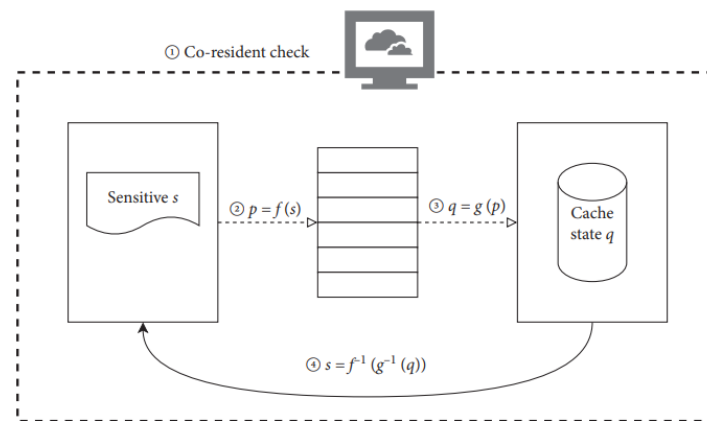 ① Co-resident check
Sensitive s
② p = f (s)
③ q = g (p)
Cache
state q
④ s = f⁻¹ (g⁻¹ (q))